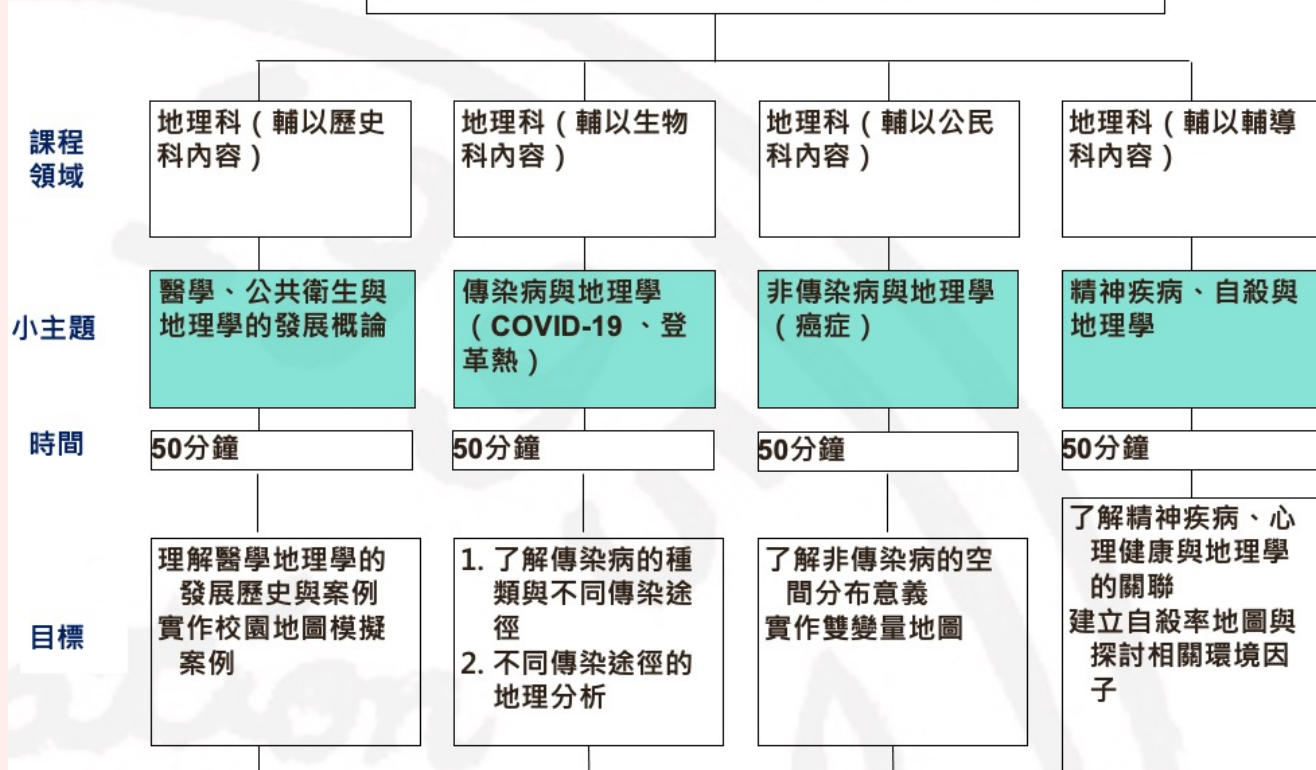 課程
領域
地理科（輔以歷史
科內容）
地理科（輔以生物
科內容）
地理科（輔以公民
科內容）
地理科（輔以輔導
科內容）
小主題
醫學、公共衛生與
地理學的發展概論
傳染病與地理學
（COVID-19 、登
革熱）
非傳染病與地理學
（癌症）
精神疾病、自殺與
地理學
時間
50分鐘
50分鐘
50分鐘
50分鐘
目標
理解醫學地理學的
發展歷史與案例
實作校園地圖模擬
案例
1. 了解傳染病的種
類與不同傳染途
徑
2. 不同傳染途徑的
地理分析
了解非傳染病的空
間分布意義
實作雙變量地圖
了解精神疾病、心
理健康與地理學
的關聯
建立自殺率地圖與
探討相關環境因
子